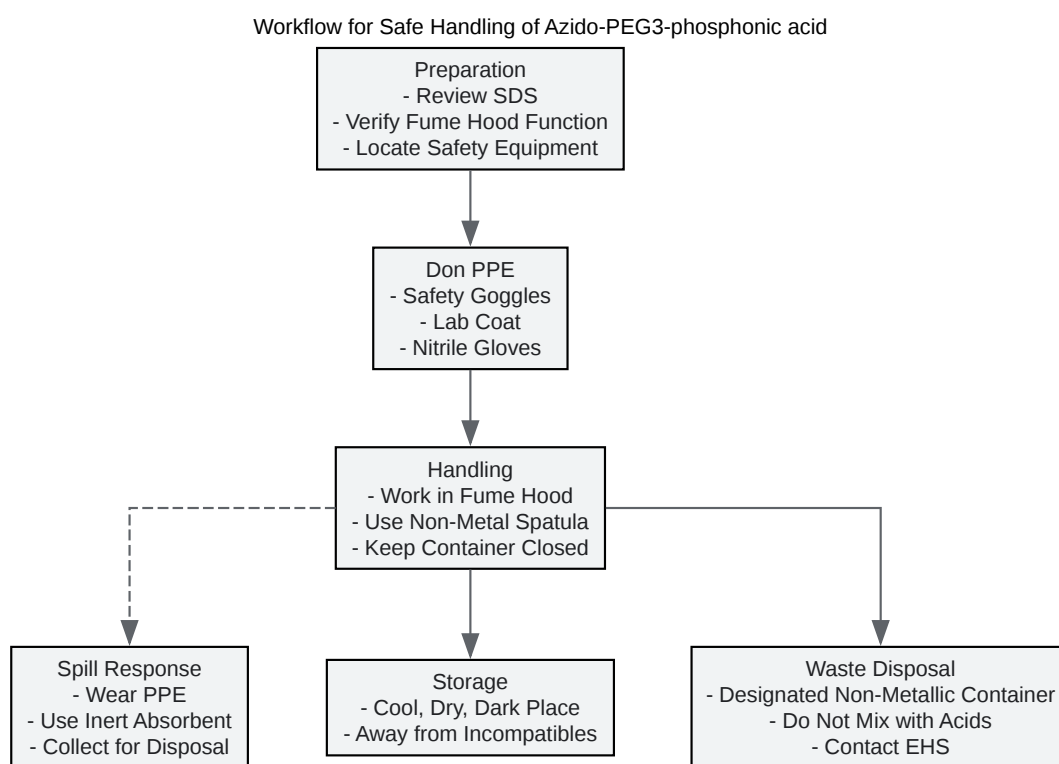 Workflow for Safe Handling of Azido-PEG3-phosphonic acid
Preparation
- Review SDS
- Verify Fume Hood Function
- Locate Safety Equipment
Don PPE
- Safety Goggles
- Lab Coat
- Nitrile Gloves
Handling
- Work in Fume Hood
- Use Non-Metal Spatula
- Keep Container Closed
Spill Response
- Wear PPE
- Use Inert Absorbent
- Collect for Disposal
Storage
- Cool, Dry, Dark Place
- Away from Incompatibles
Waste Disposal
- Designated Non-Metallic Container
- Do Not Mix with Acids
- Contact EHS